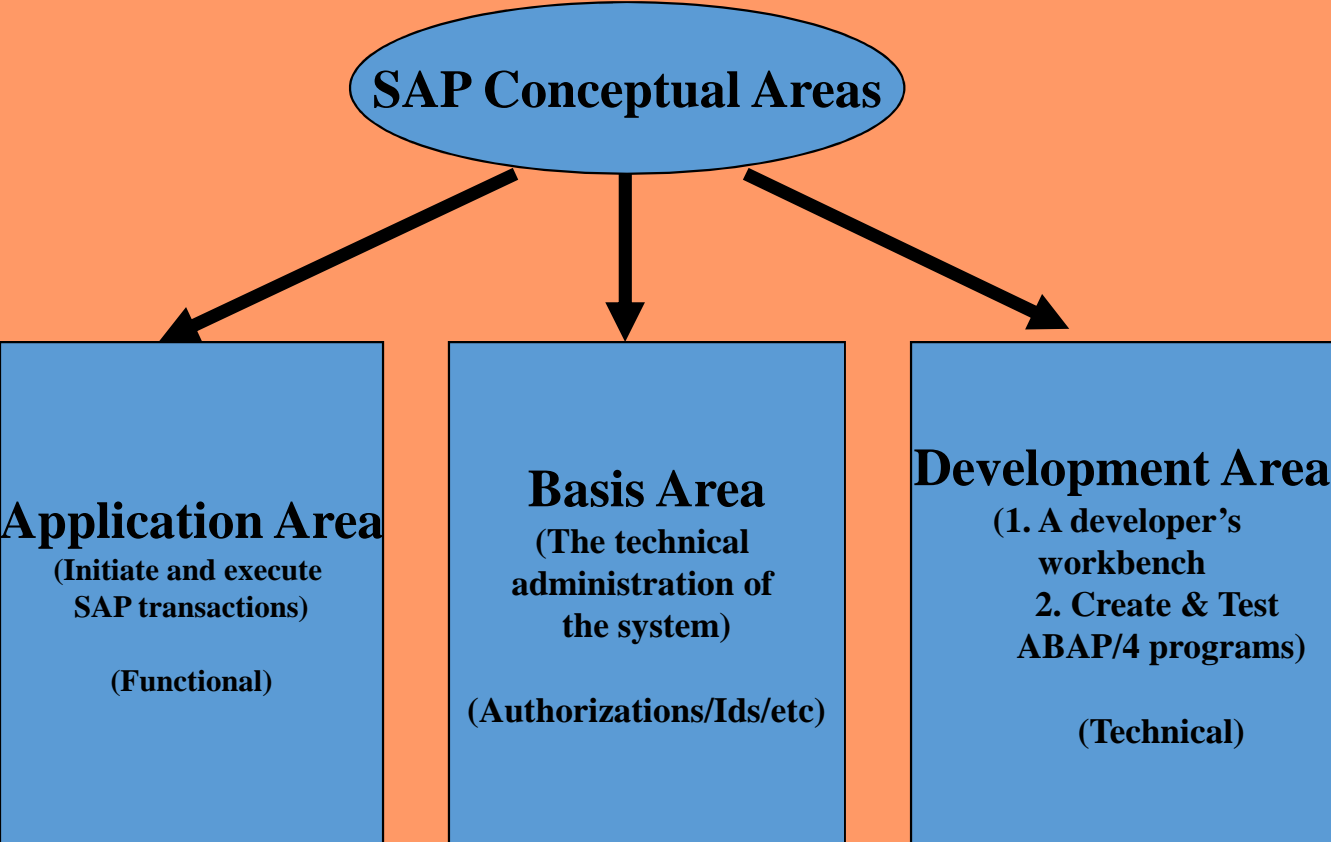 SAP Conceptual Areas
Application Area
(Initiate and execute
SAP transactions)
(Functional)
Basis Area
(The technical
administration of
the system)
(Authorizations/Ids/etc)
Development Area
(1. A developer’s
workbench
2. Create & Test
ABAP/4 programs)
(Technical)